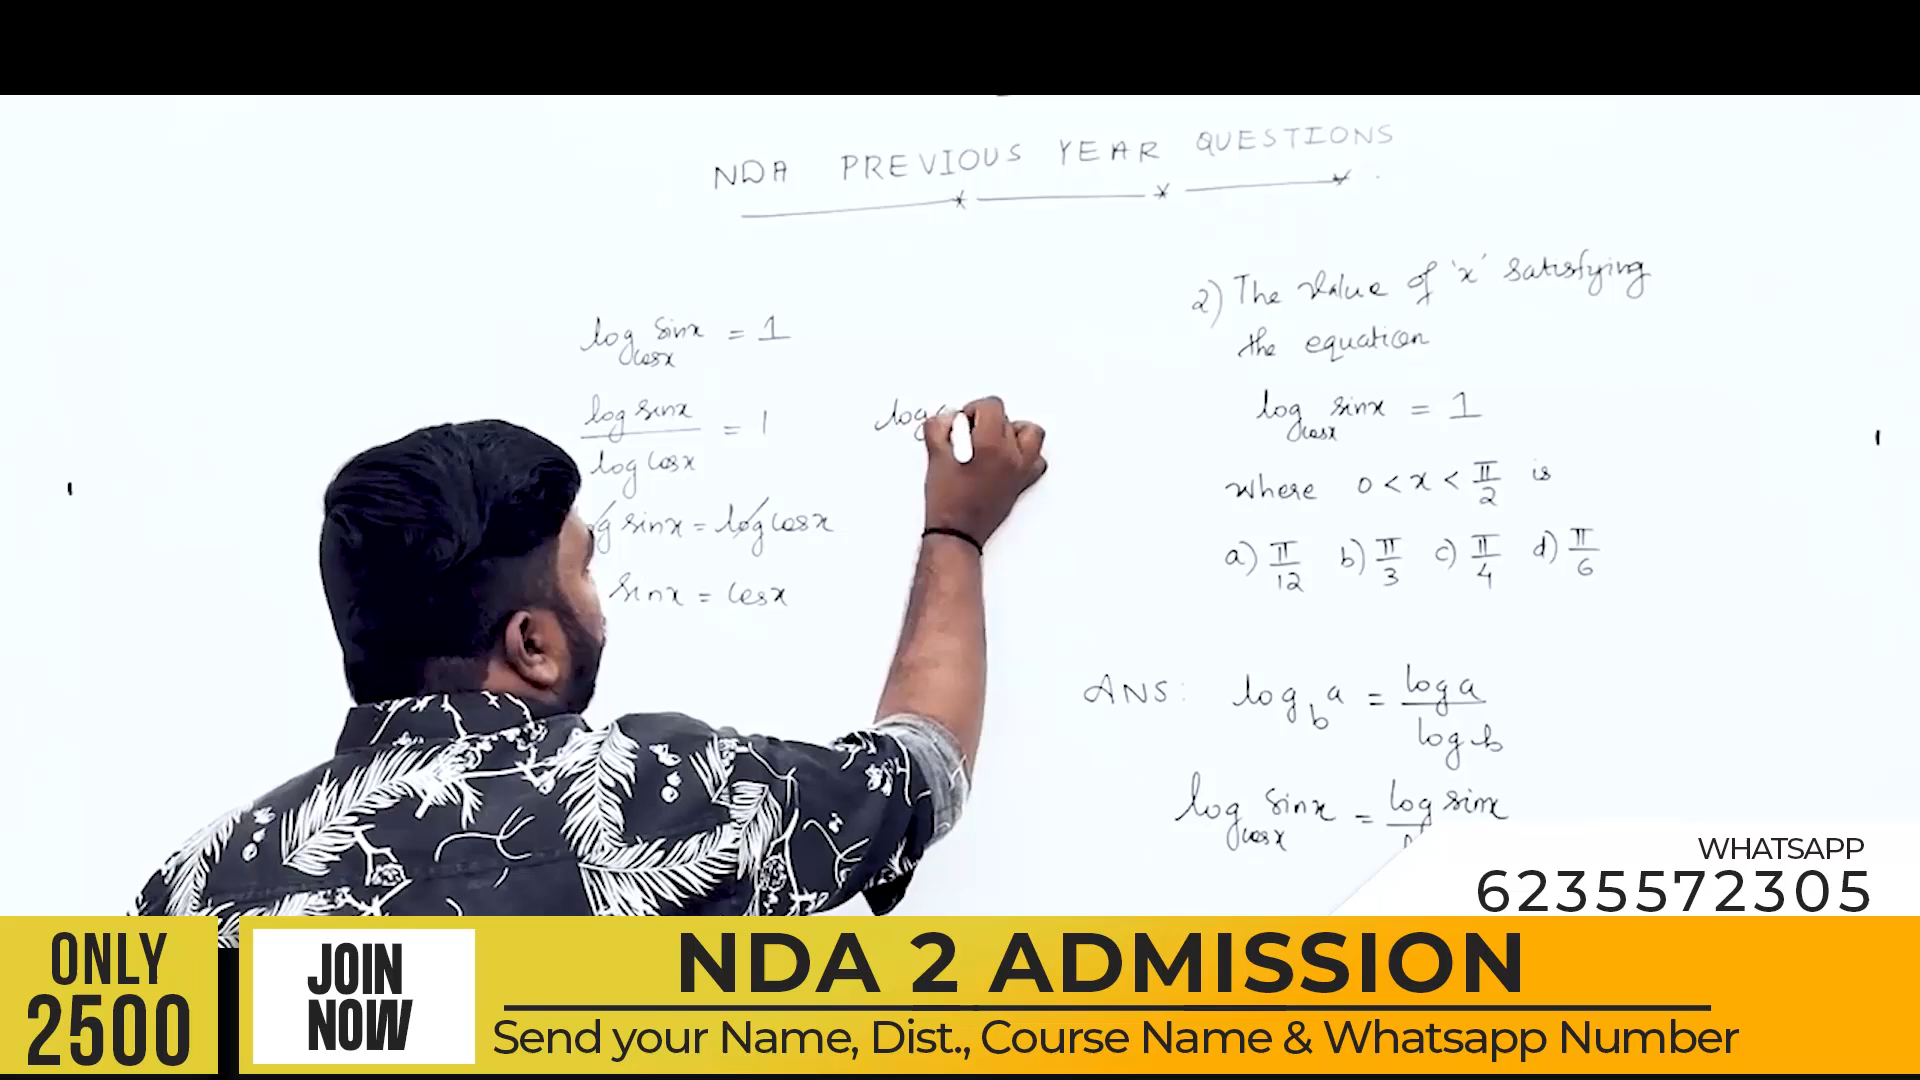 NDA PREVIOUS YEAR QUESTIONS
log_cosx sinx = 1
log sinx / log cosx = 1
log
sinx = log cosx
sinx = cosx
2) The value of 'x' satisfying
the equation
log_cosx sinx = 1
where 0 < x < π/2 is
a) π/12 b) π/3 c) π/4 d) π/6
ANS: log_b a = log a / log b
log_cosx sinx = log sinx
WHATSAPP
6235572305
ONLY
2500
JOIN
NOW
NDA 2 ADMISSION
Send your Name, Dist., Course Name & Whatsapp Number